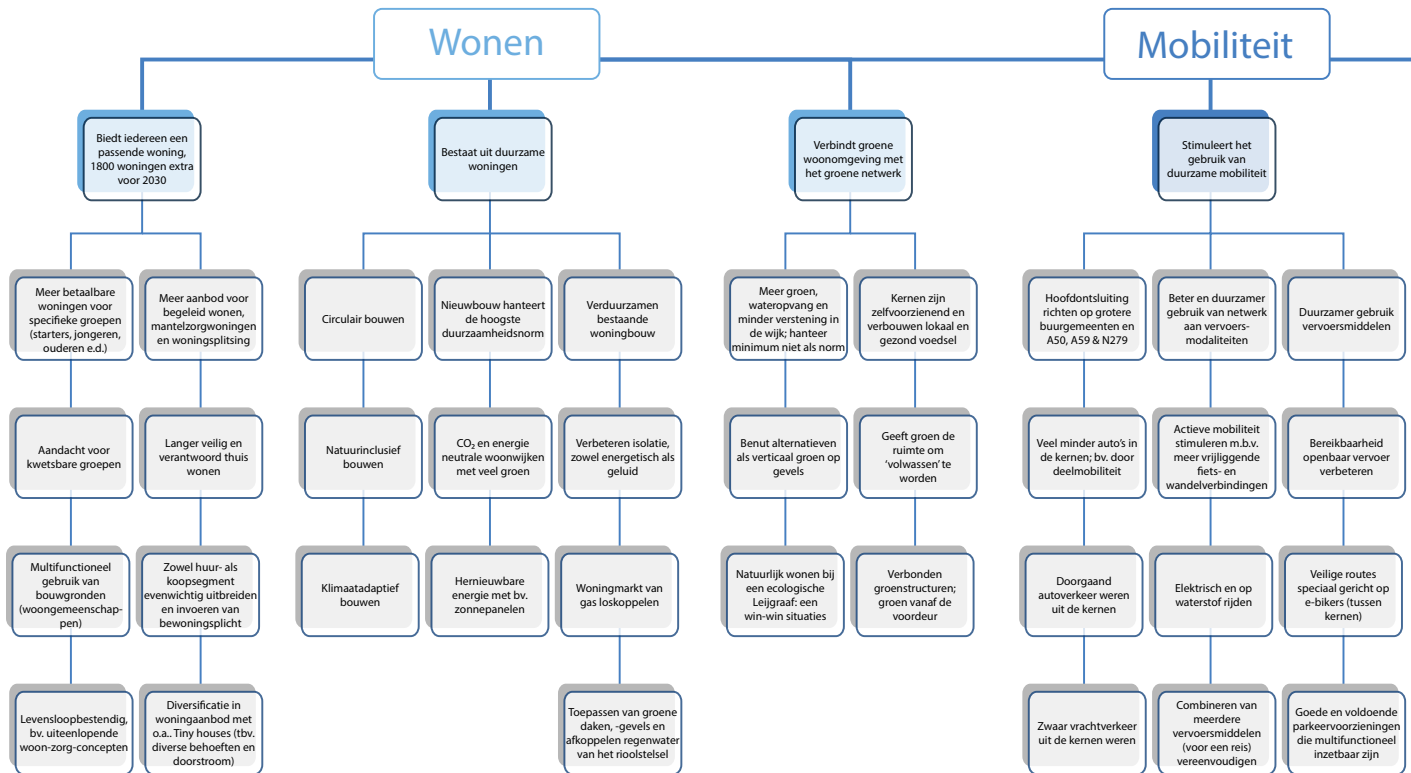 Wonen
Mobiliteit
Biedt iedereen een
passende woning,
1800 woningen extra
voor 2030
Bestaat uit duurzame
woningen
Verbindt groene
woonomgeving met
het groene netwerk
Stimuleert het
gebruik van
duurzame mobiliteit
Meer betaalbare
woningen voor
specifieke groepen
(starters, jongeren,
ouderen e.d.)
Meer aanbod voor
begeleid wonen,
mantelzorgwoningen
en woningsplitsing
Circulair bouwen
Nieuwbouw hanteert
de hoogste
duurzaamheidsnorm
Verduurzamen
bestaande
woningbouw
Meer groen,
wateropvang en
minder verstening in
de wijk; hanteer
minimum niet als norm
Kernen zijn
zelfvoorzienend en
verbouwen lokaal en
gezond voedsel
Hoofdontsluiting
richten op grotere
buurgemeenten en
A50, A59 & N279
Beter en duurzamer
gebruik van netwerk
aan vervoers-
modaliteiten
Duurzamer gebruik
vervoersmiddelen
Aandacht voor
kwetsbare groepen
Langer veilig en
verantwoord thuis
wonen
Natuurinclusief
bouwen
CO₂ en energie
neutrale woonwijken
met veel groen
Verbeteren isolatie,
zowel energetisch als
geluid
Benut alternatieven
als verticaal groen op
gevels
Geeft groen de
ruimte om
‘volwassen’ te
worden
Veel minder auto’s in
de kernen; bv. door
deelmobiliteit
Actieve mobiliteit
stimuleren m.b.v.
meer vrijliggende
fiets- en
wandelverbindingen
Bereikbaarheid
openbaar vervoer
verbeteren
Multifunctioneel
gebruik van
bouwgronden
(woongemeenschap-
pen)
Zowel huur- als
koopsegment
evenwichtig uitbreiden
en invoeren van
bewoningsplicht
Klimaatadaptief
bouwen
Hernieuwbare
energie met bv.
zonnepanelen
Woningmarkt van
gas loskoppelen
Natuurlijk wonen bij
een ecologische
Leijgraaf: een
win-win situaties
Verbonden
groenstructuren;
groen vanaf de
voordeur
Doorgaand
autoverkeer weren
uit de kernen
Elektrisch en op
waterstof rijden
Veilige routes
speciaal gericht op
e-bikers (tussen
kernen)
Levensloopbestendig,
bv. uiteenlopende
woon-zorg-concepten
Diversificatie in
woningaanbod met
o.a.. Tiny houses (tbv.
diverse behoeften en
doorstroom)
Toepassen van groene
daken, -gevels en
afkoppelen regenwater
van het rioolstelsel
Zwaar vrachtverkeer
uit de kernen weren
Combineren van
meerdere
vervoersmiddelen
(voor een reis)
vereenvoudigen
Goede en voldoende
parkeervoorzieningen
die multifunctioneel
inzetbaar zijn